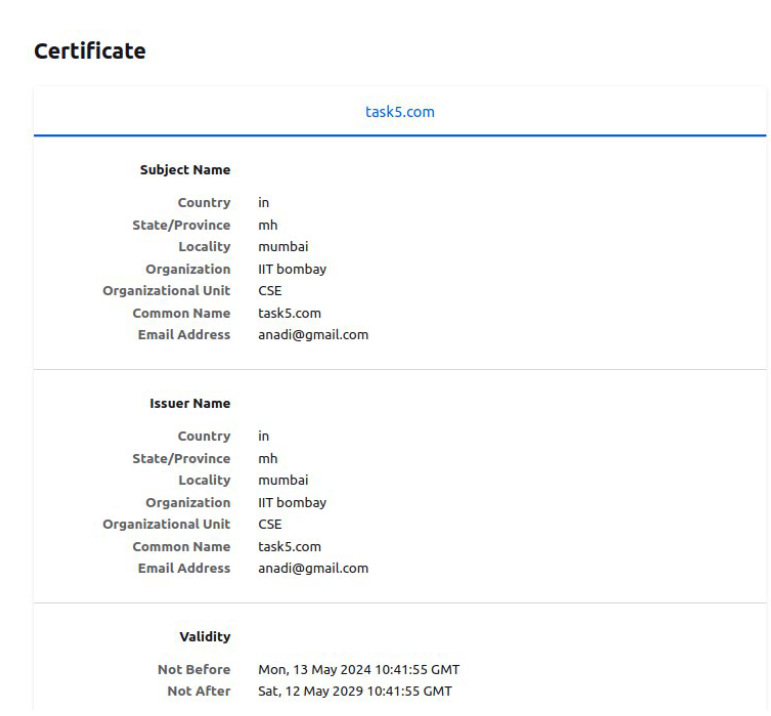 Certificate
task5.com
Subject Name
Country in
State/Province mh
Locality mumbai
Organization IIT bombay
Organizational Unit CSE
Common Name task5.com
Email Address anadi@gmail.com
Issuer Name
Country in
State/Province mh
Locality mumbai
Organization IIT bombay
Organizational Unit CSE
Common Name task5.com
Email Address anadi@gmail.com
Validity
Not Before Mon, 13 May 2024 10:41:55 GMT
Not After Sat, 12 May 2029 10:41:55 GMT